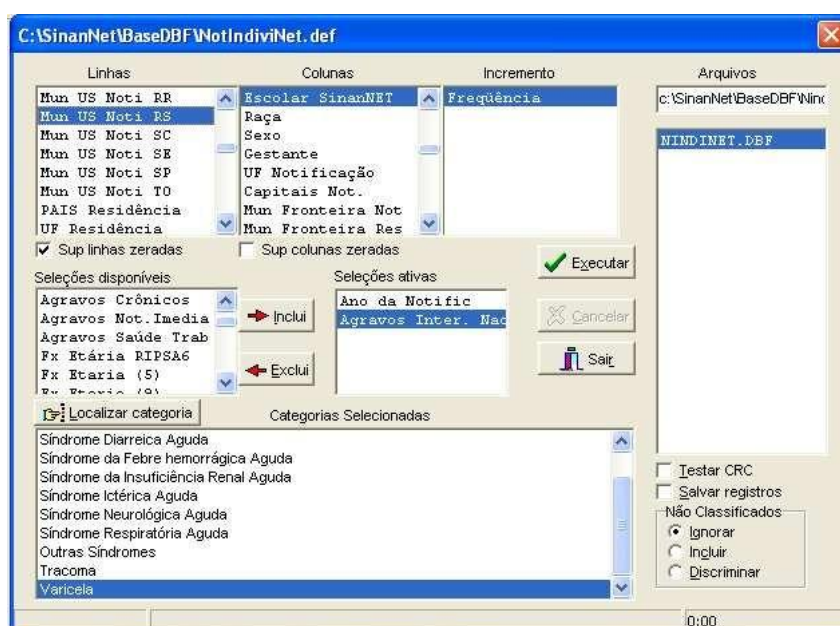 C:\SinanNet\BaseDBF\NotIndiviNet.def
Linhas
Colunas
Incremento
Arquivos
Mun US Noti RR
Mun US Noti RS
Mun US Noti SC
Mun US Noti SE
Mun US Noti SP
Mun US Noti TO
PAIS Residência
UF Residência
Escolar SinanNET
Raça
Sexo
Gestante
UF Notificação
Capitais Not.
Mun Fronteira Not
Mun Fronteira Res
Freqüência
c:\SinanNet\BaseDBF\Nind
NINDINET.DBF
Sup linhas zeradas
Sup colunas zeradas
Executar
Seleções disponíveis
Seleções ativas
Agravos Crônicos
Agravos Not.Imedia
Agravos Saúde Trab
Fx Etária RIPSA6
Fx Etaria (5)
Fx Etaria (9)
Inclui
Exclui
Ano da Notific
Agravos Inter. Nac
Cancelar
Sair
Localizar categoria
Categorias Selecionadas
Síndrome Diarreica Aguda
Síndrome da Febre hemorrágica Aguda
Síndrome da Insuficiência Renal Aguda
Síndrome Ictérica Aguda
Síndrome Neurológica Aguda
Síndrome Respiratória Aguda
Outras Síndromes
Tracoma
Varicela
Testar CRC
Salvar registros
Não Classificados
Ignorar
Incluir
Discriminar
0:00